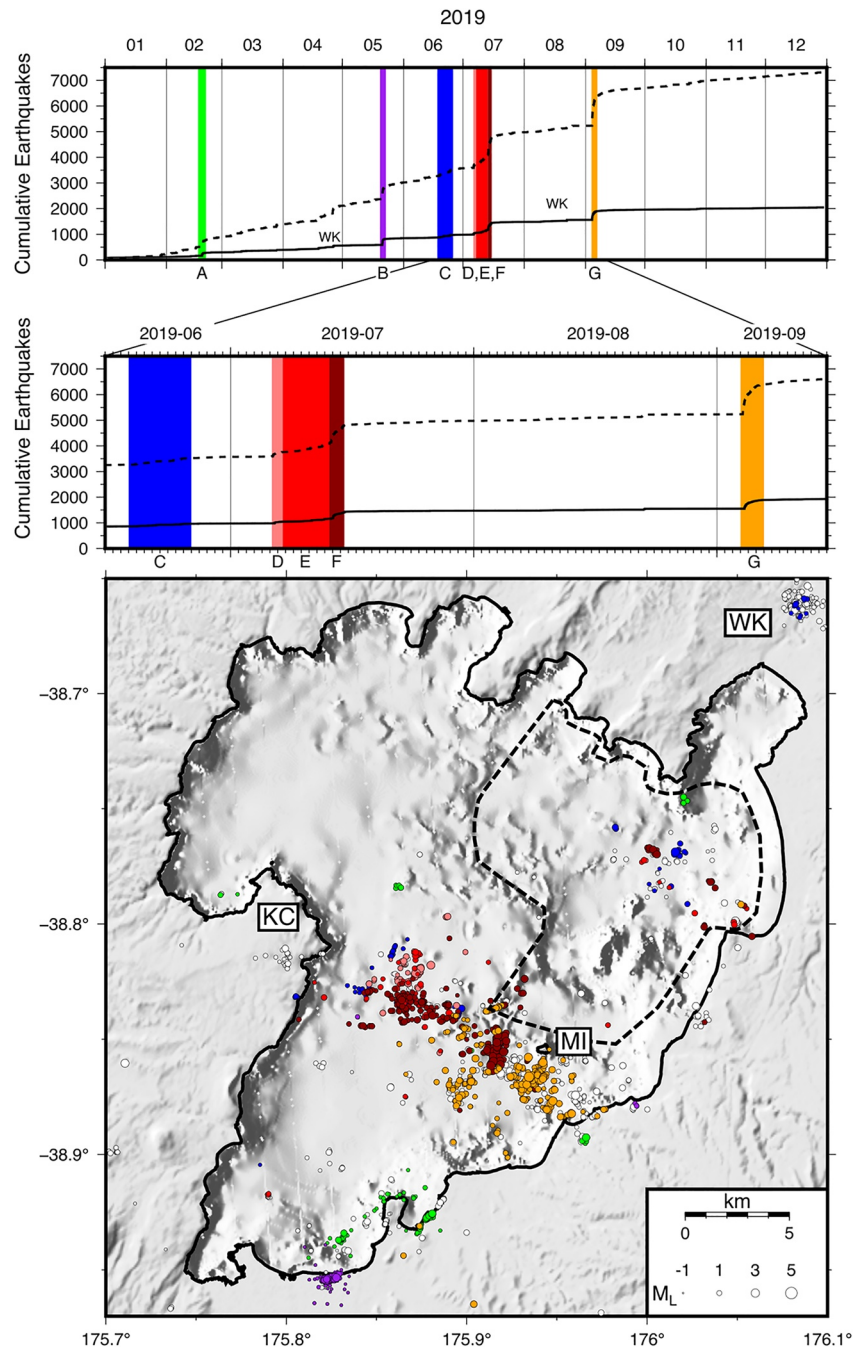 2019
01 02 03 04 05 06 07 08 09 10 11 12
Cumulative Earthquakes
7000
6000
5000
4000
3000
2000
1000
0
WK
WK
A B C D,E,F G
2019-06 2019-07 2019-08 2019-09
Cumulative Earthquakes
7000
6000
5000
4000
3000
2000
1000
0
C D E F G
WK
−38.7°
KC
−38.8°
MI
−38.9°
km
0 5
-1 1 3 5
ML
175.7° 175.8° 175.9° 176° 176.1°